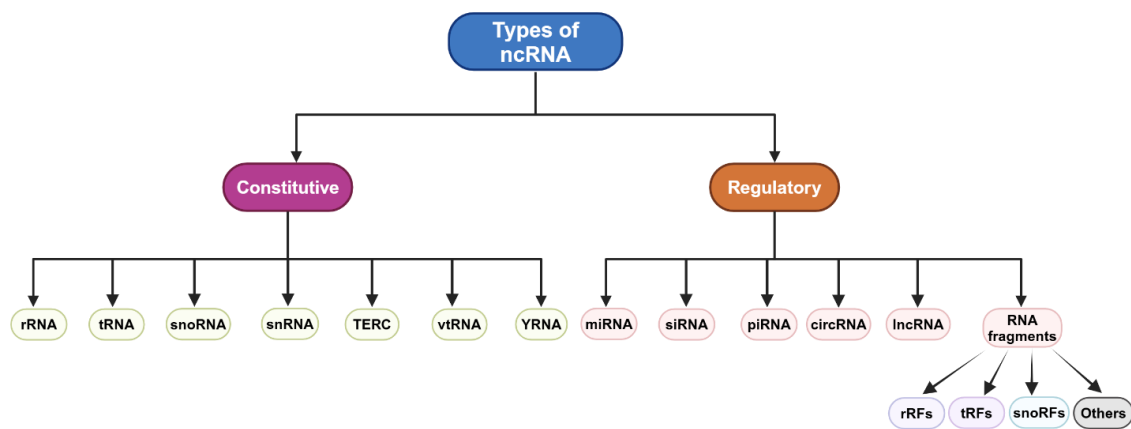 Types of
ncRNA
Constitutive
Regulatory
rRNA
tRNA
snoRNA
snRNA
TERC
vtRNA
YRNA
miRNA
siRNA
piRNA
circRNA
lncRNA
RNA
fragments
rRFs
tRFs
snoRFs
Others